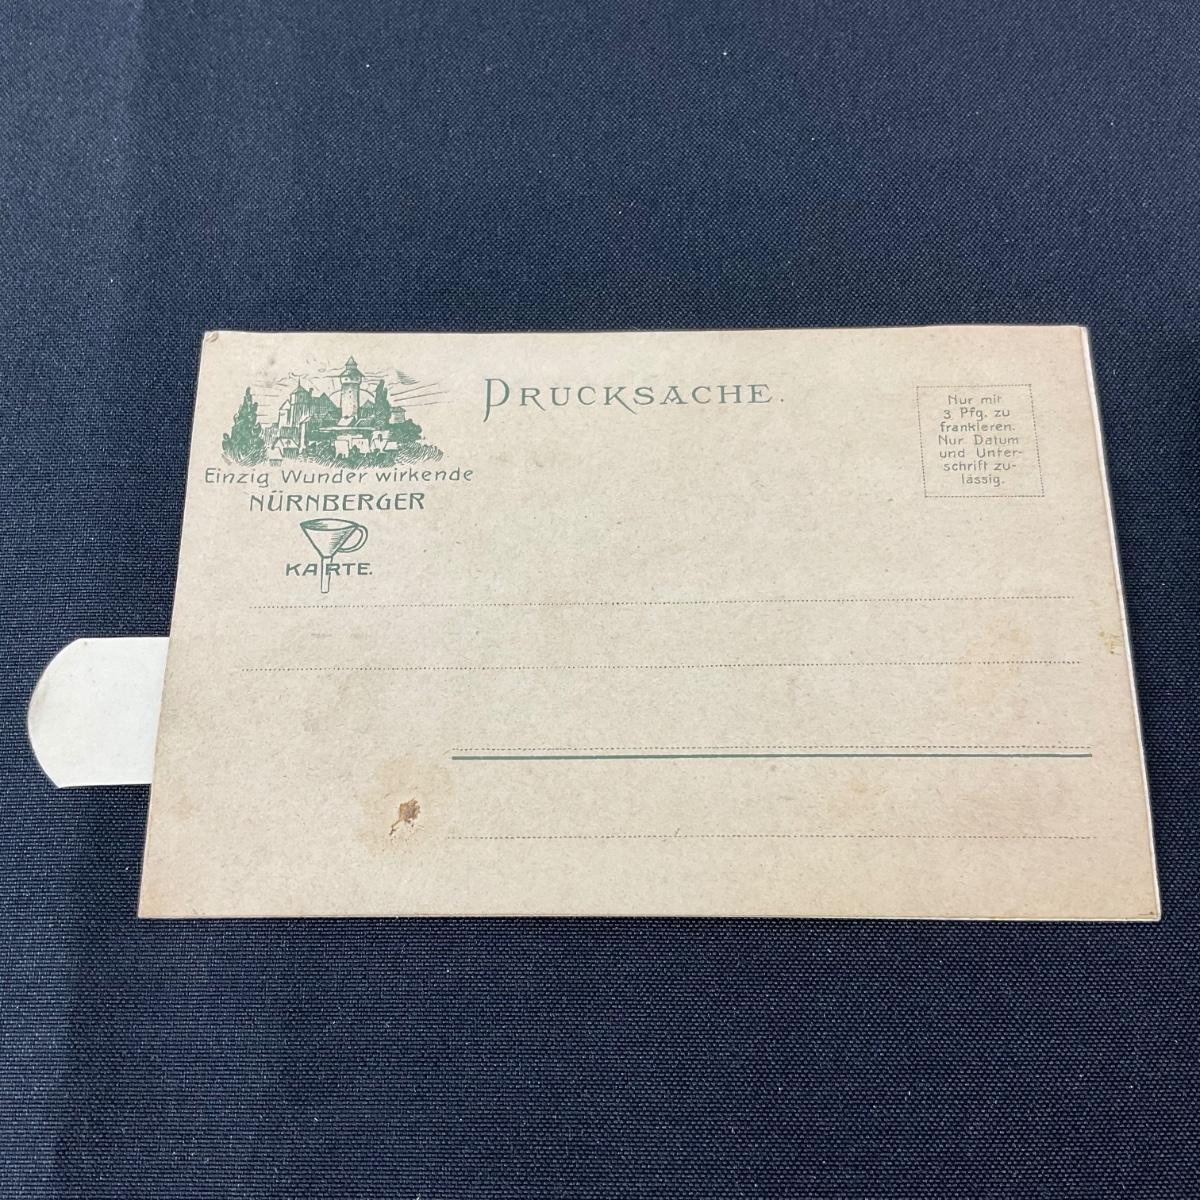 DRUCKSACHE.
Nur mit
3 Pfg. zu
frankieren.
Nur Datum
und Unter-
schrift zu-
lässig.
Einzig Wunder wirkende
NÜRNBERGER
KARTE.